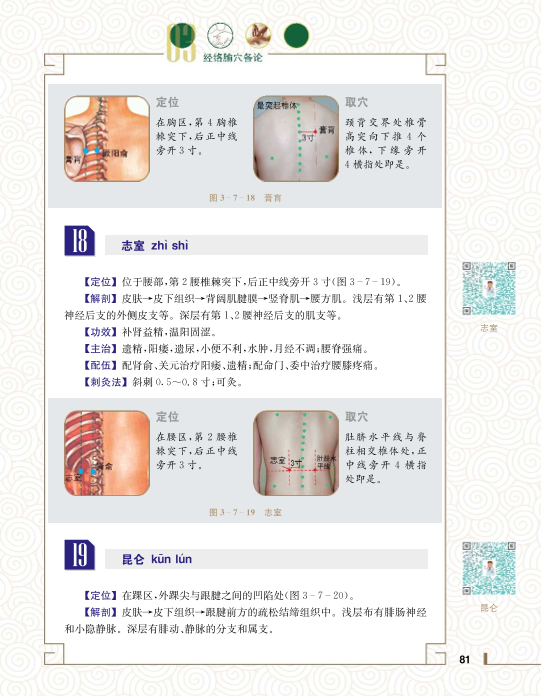 03
经络腧穴各论
定位
在胸区，第 4 胸椎
棘突下，后正中线
旁开 3 寸。
膏肓
厥阴俞
最突起椎体
3寸
膏肓
取穴
颈背交界处椎骨
高突向下推 4 个
椎体，下缘旁开
4 横指处即是。
图 3-7-18 膏肓
18
志室 zhì shì
【定位】位于腰部，第 2 腰椎棘突下，后正中线旁开 3 寸(图 3-7-19)。
【解剖】皮肤→皮下组织→背阔肌腱膜→竖脊肌→腰方肌。浅层有第 1、2 腰
神经后支的外侧皮支等。深层有第 1、2 腰神经后支的肌支等。
【功效】补肾益精，温阳固涩。
【主治】遗精，阳痿，遗尿，小便不利，水肿，月经不调；腰脊强痛。
【配伍】配肾俞、关元治疗阳痿、遗精；配命门、委中治疗腰膝疼痛。
【刺灸法】斜刺 0.5～0.8 寸；可灸。
志室
定位
在腰区，第 2 腰椎
棘突下，后正中线
旁开 3 寸。
志室
肾俞
志室
3寸
肚脐水
平线
取穴
肚脐水平线与脊
柱相交椎体处，正
中线旁开 4 横指
处即是。
图 3-7-19 志室
19
昆仑 kūn lún
【定位】在踝区，外踝尖与跟腱之间的凹陷处(图 3-7-20)。
【解剖】皮肤→皮下组织→跟腱前方的疏松结缔组织中。浅层布有腓肠神经
和小隐静脉。深层有腓动、静脉的分支和属支。
昆仑
81